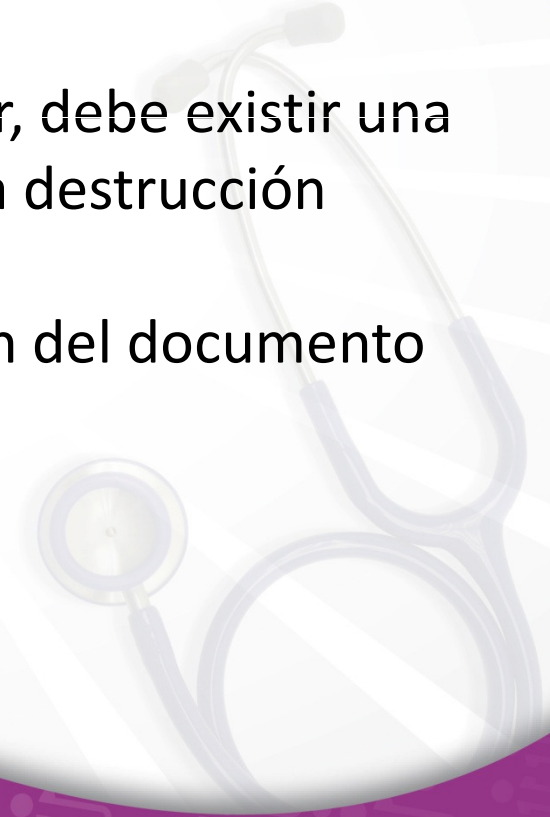 r, debe existir una
n destrucción
n del documento